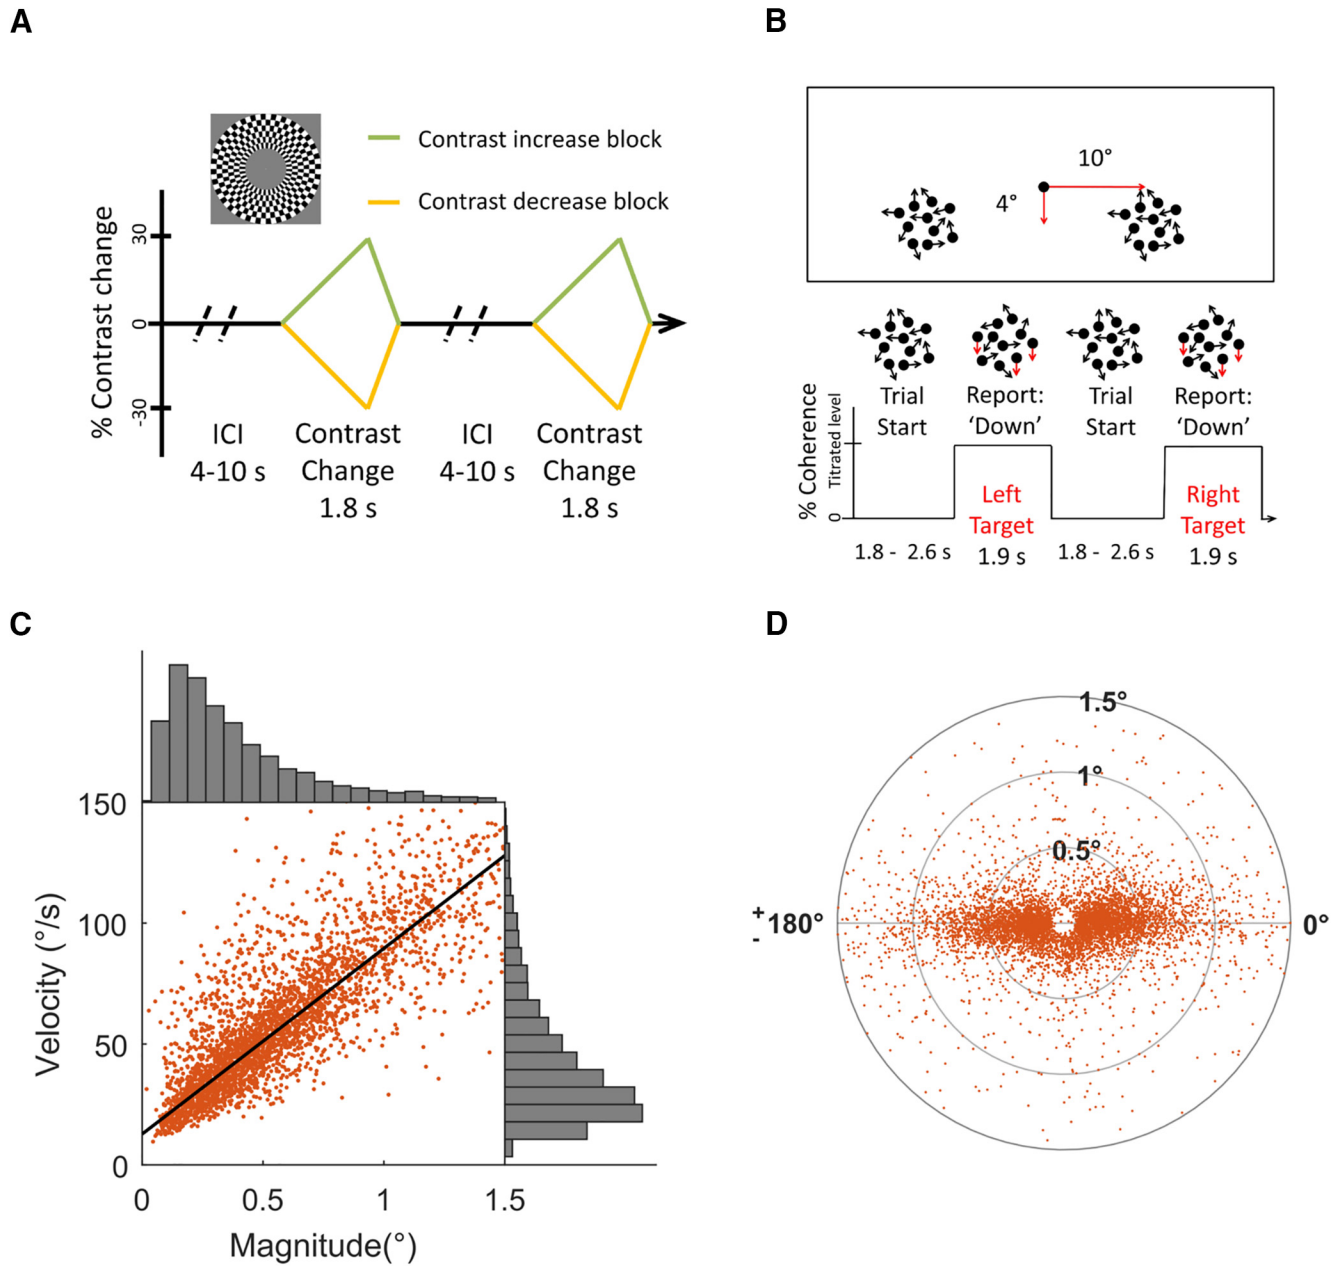 A
Contrast increase block
Contrast decrease block
% Contrast change
30
0
-30
ICI
4-10 s
Contrast
Change
1.8 s
ICI
4-10 s
Contrast
Change
1.8 s
B
10°
4°
% Coherence
Titrated level
0
Trial
Start
Report:
‘Down’
Trial
Start
Report:
‘Down’
Left
Target
Right
Target
1.8 - 2.6 s
1.9 s
1.8 - 2.6 s
1.9 s
C
Velocity (°/s)
150
100
50
0
0
0.5
1
1.5
Magnitude(°)
D
1.5°
1°
0.5°
+
-
180°
0°